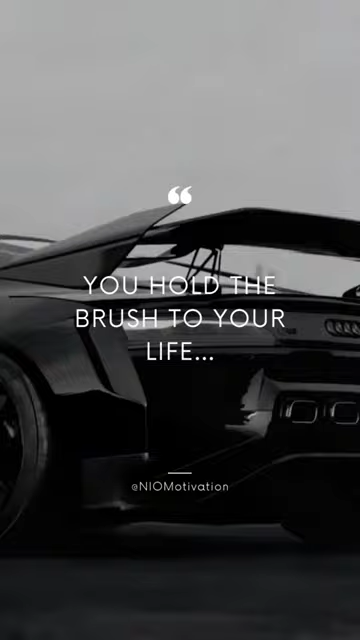 ❝
YOU HOLD THE
BRUSH TO YOUR
LIFE...
@NIOMotivation